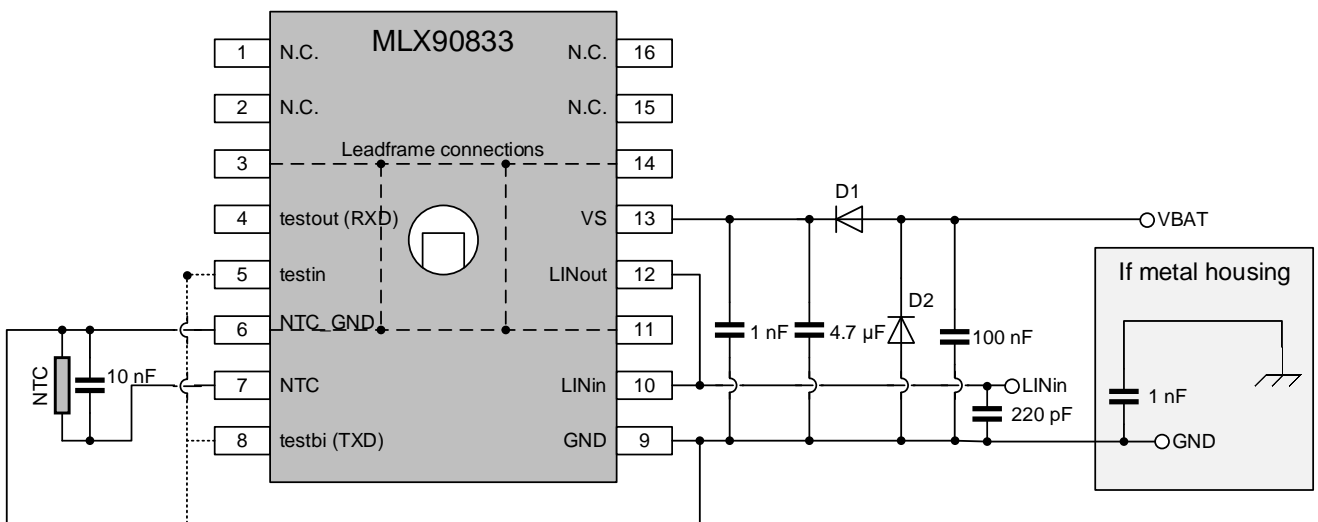 MLX90833
1 N.C. N.C. 16
2 N.C. N.C. 15
Leadframe connections
3 14
4 testout (RXD) VS 13
5 testin LINout 12
6 NTC_GND 11
7 NTC LINin 10
8 testbi (TXD) GND 9
NTC
10 nF
D1
VBAT
D2
1 nF
4.7 µF
100 nF
LINin
220 pF
GND
If metal housing
1 nF